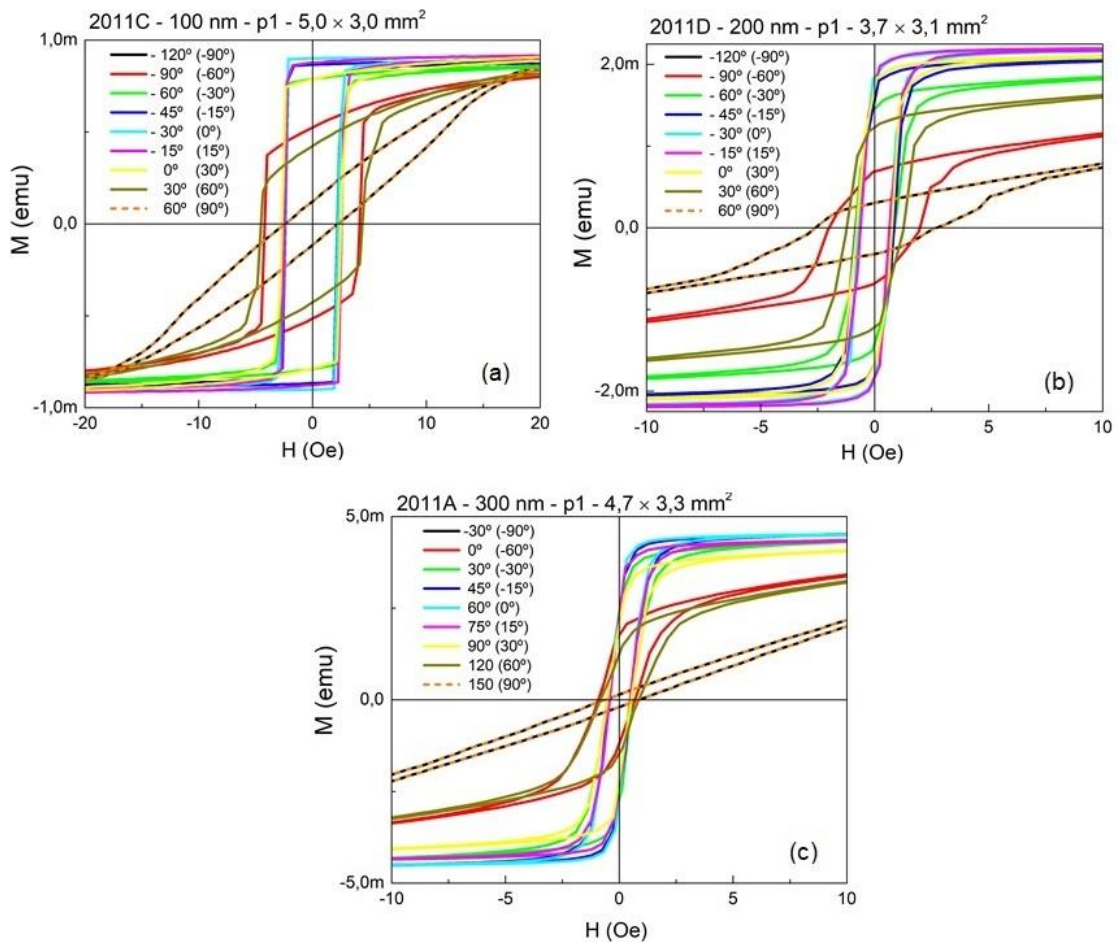 2011C - 100 nm - p1 - 5,0 × 3,0 mm²
1,0m
0,0
-1,0m
M (emu)
- 120º (-90º)
- 90º (-60º)
- 60º (-30º)
- 45º (-15º)
- 30º (0º)
- 15º (15º)
0º (30º)
30º (60º)
60º (90º)
(a)
-20 -10 0 10 20
H (Oe)
2011D - 200 nm - p1 - 3,7 × 3,1 mm²
2,0m
0,0
-2,0m
M (emu)
-120º (-90º)
- 90º (-60º)
- 60º (-30º)
- 45º (-15º)
- 30º (0º)
- 15º (15º)
0º (30º)
30º (60º)
60º (90º)
(b)
-10 -5 0 5 10
H (Oe)
2011A - 300 nm - p1 - 4,7 × 3,3 mm²
5,0m
0,0
-5,0m
M (emu)
-30º (-90º)
0º (-60º)
30º (-30º)
45º (-15º)
60º (0º)
75º (15º)
90º (30º)
120 (60º)
150 (90º)
(c)
-10 -5 0 5 10
H (Oe)